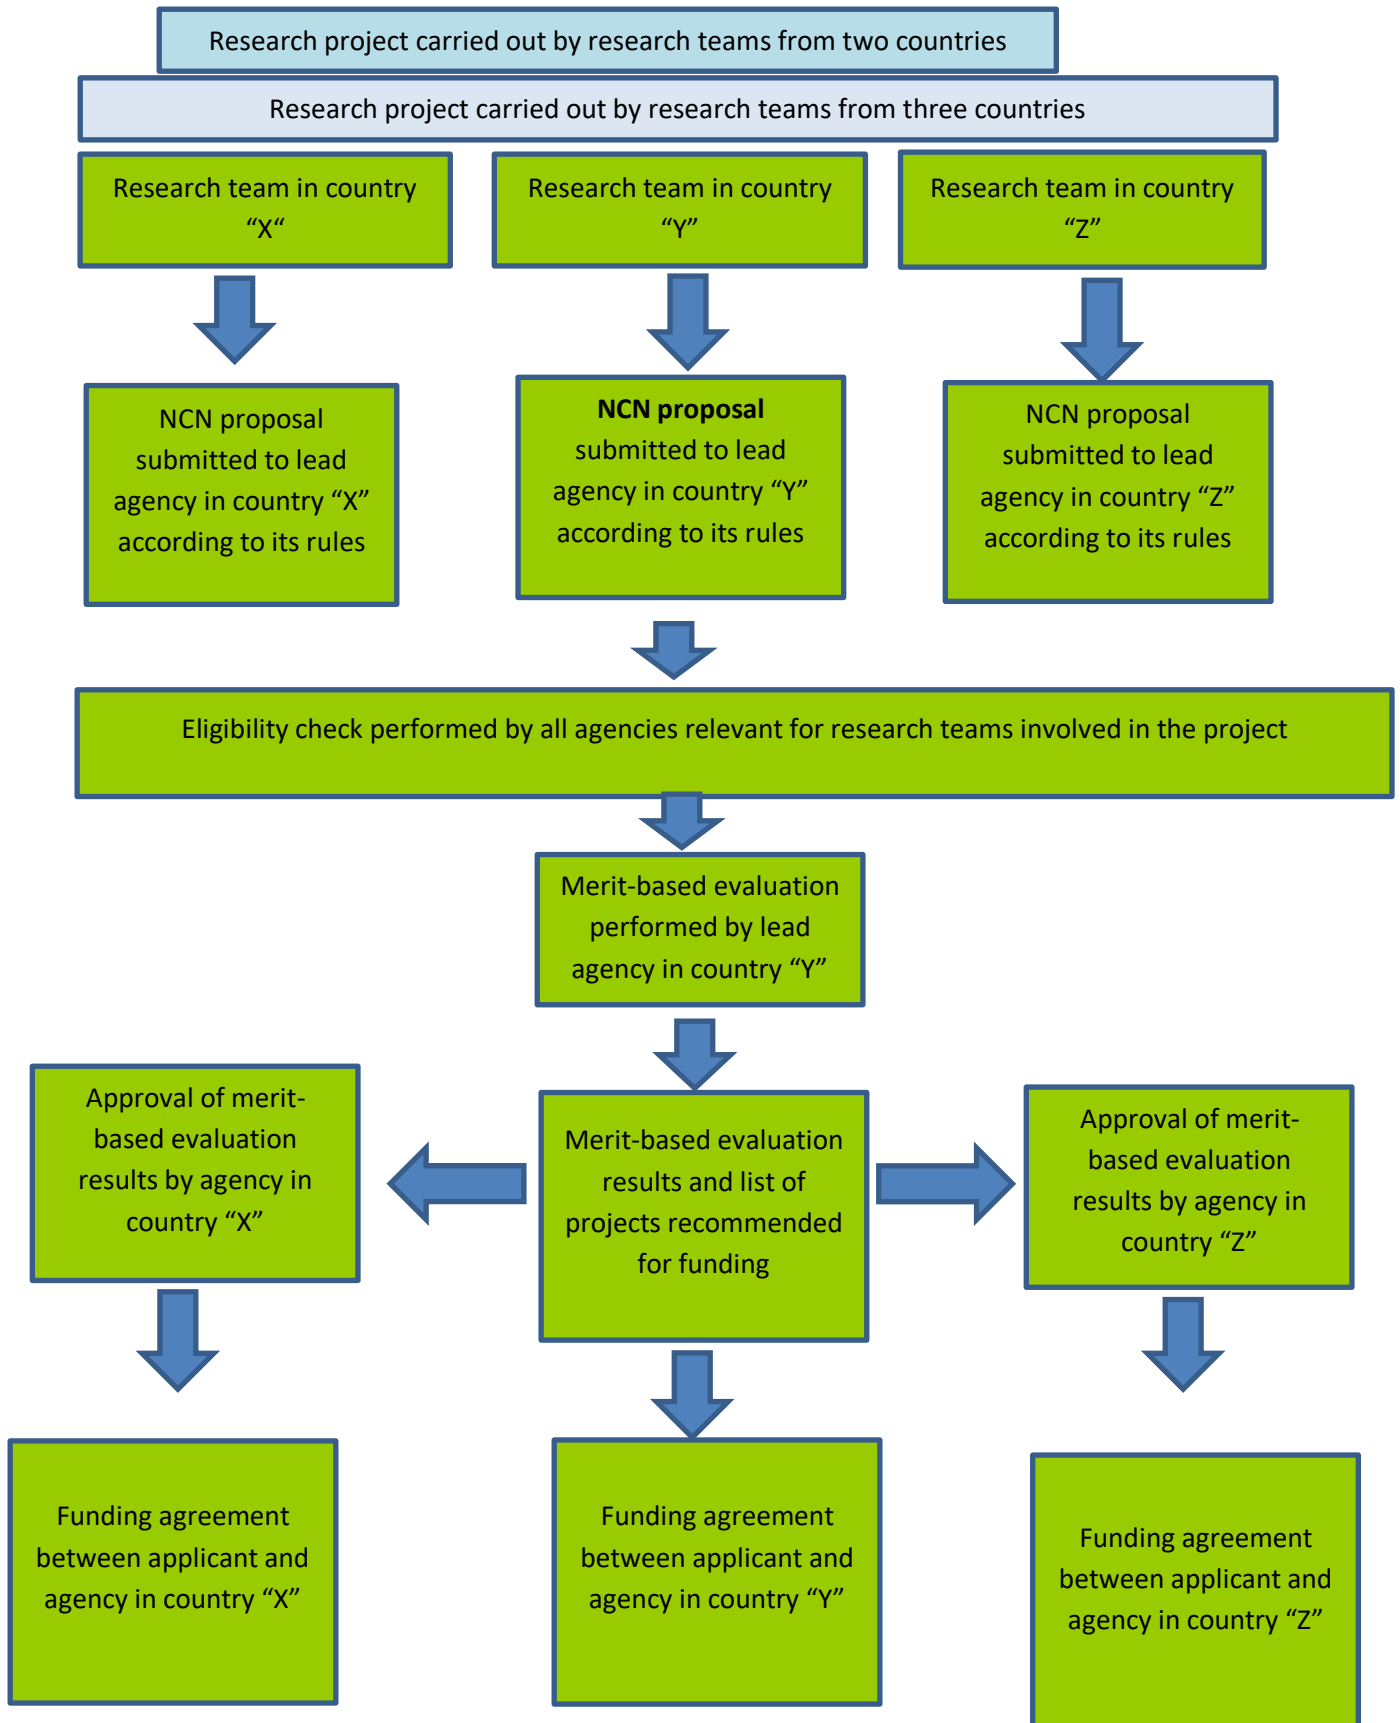 Research project carried out by research teams from two countries
Research project carried out by research teams from three countries
Research team in country
“X“
Research team in country
“Y”
Research team in country
“Z”
NCN proposal
submitted to lead
agency in country “X”
according to its rules
NCN proposal
submitted to lead
agency in country “Y”
according to its rules
NCN proposal
submitted to lead
agency in country “Z”
according to its rules
Eligibility check performed by all agencies relevant for research teams involved in the project
Merit-based evaluation
performed by lead
agency in country “Y”
Approval of merit-
based evaluation
results by agency in
country “X”
Merit-based evaluation
results and list of
projects recommended
for funding
Approval of merit-
based evaluation
results by agency in
country “Z”
Funding agreement
between applicant and
agency in country “X”
Funding agreement
between applicant and
agency in country “Y”
Funding agreement
between applicant and
agency in country “Z”